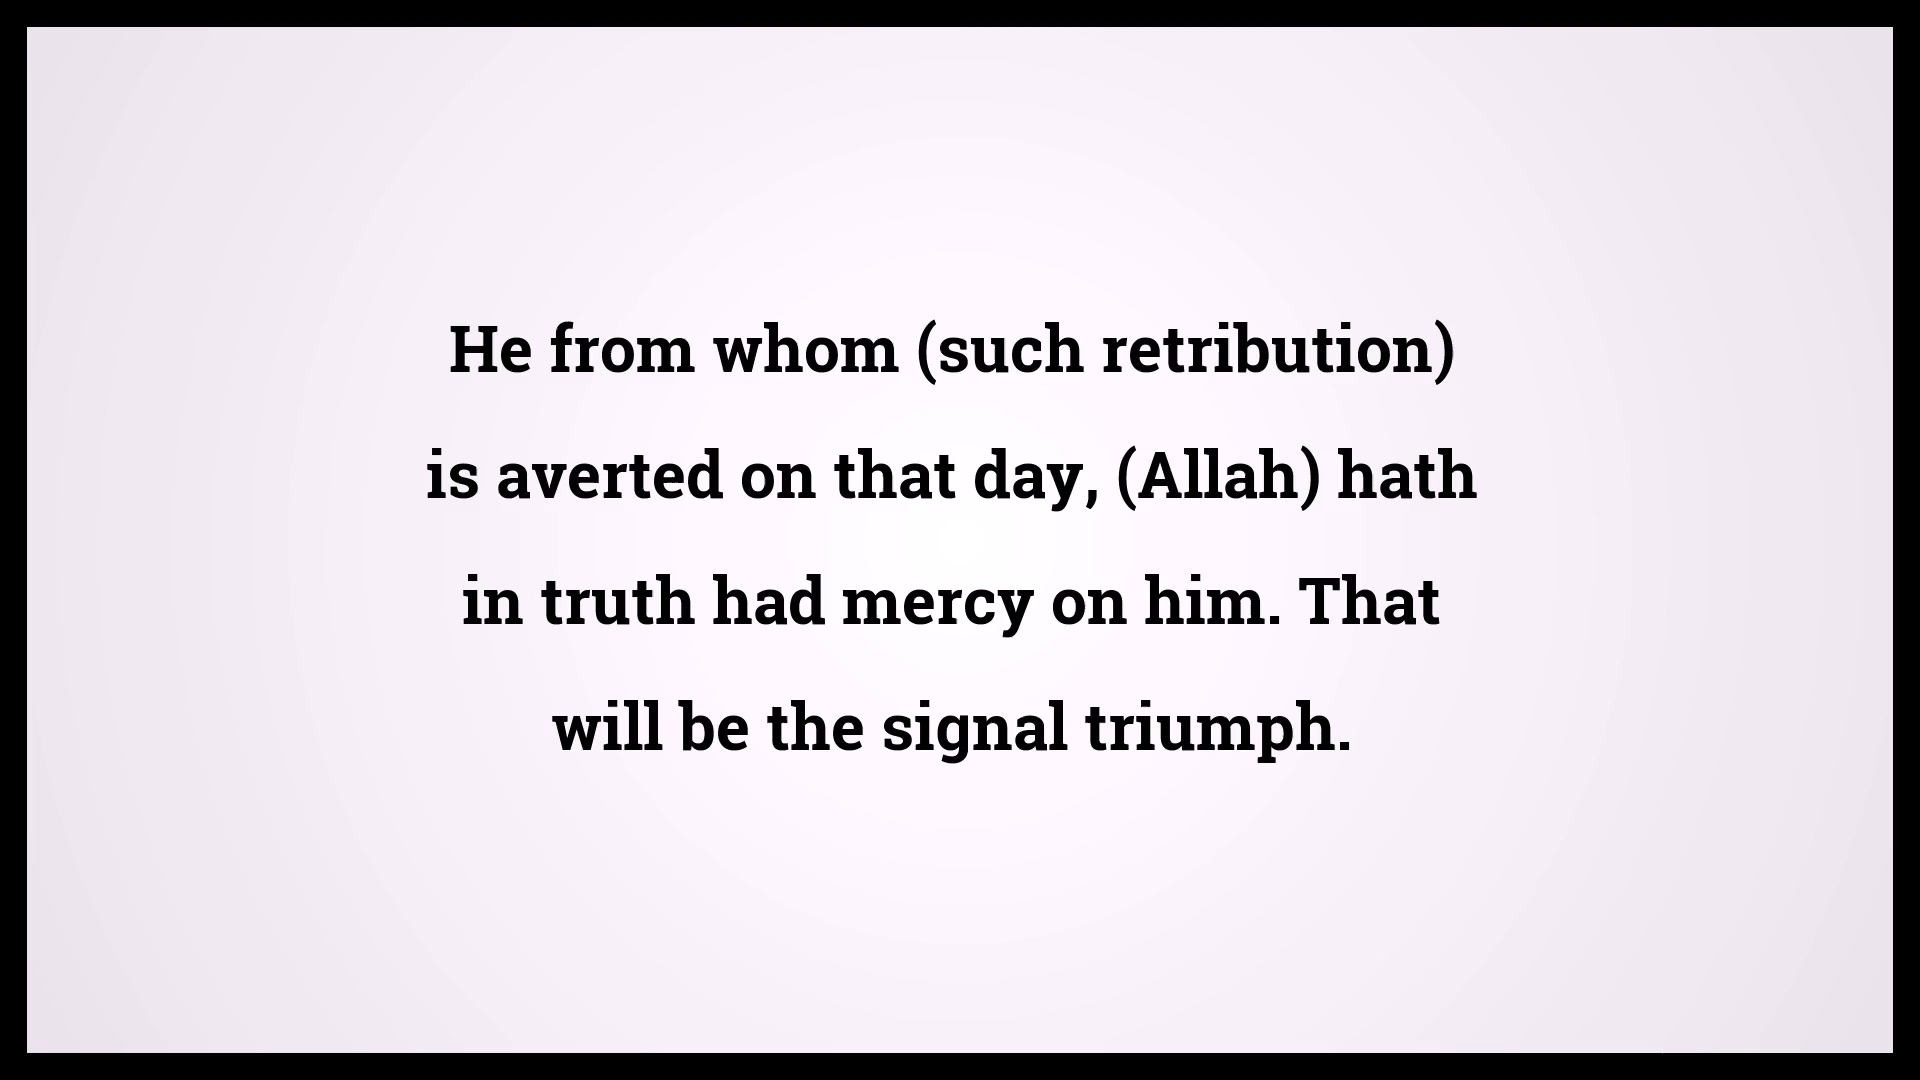 He from whom (such retribution)
is averted on that day, (Allah) hath
in truth had mercy on him. That
will be the signal triumph.